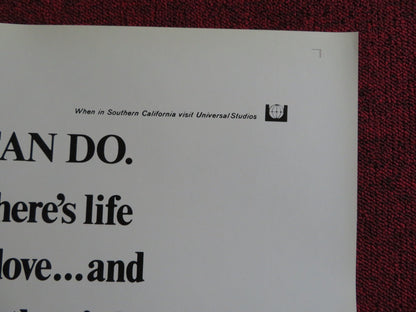 When in Southern California visit Universal Studios
AN DO.
here's life
love...and